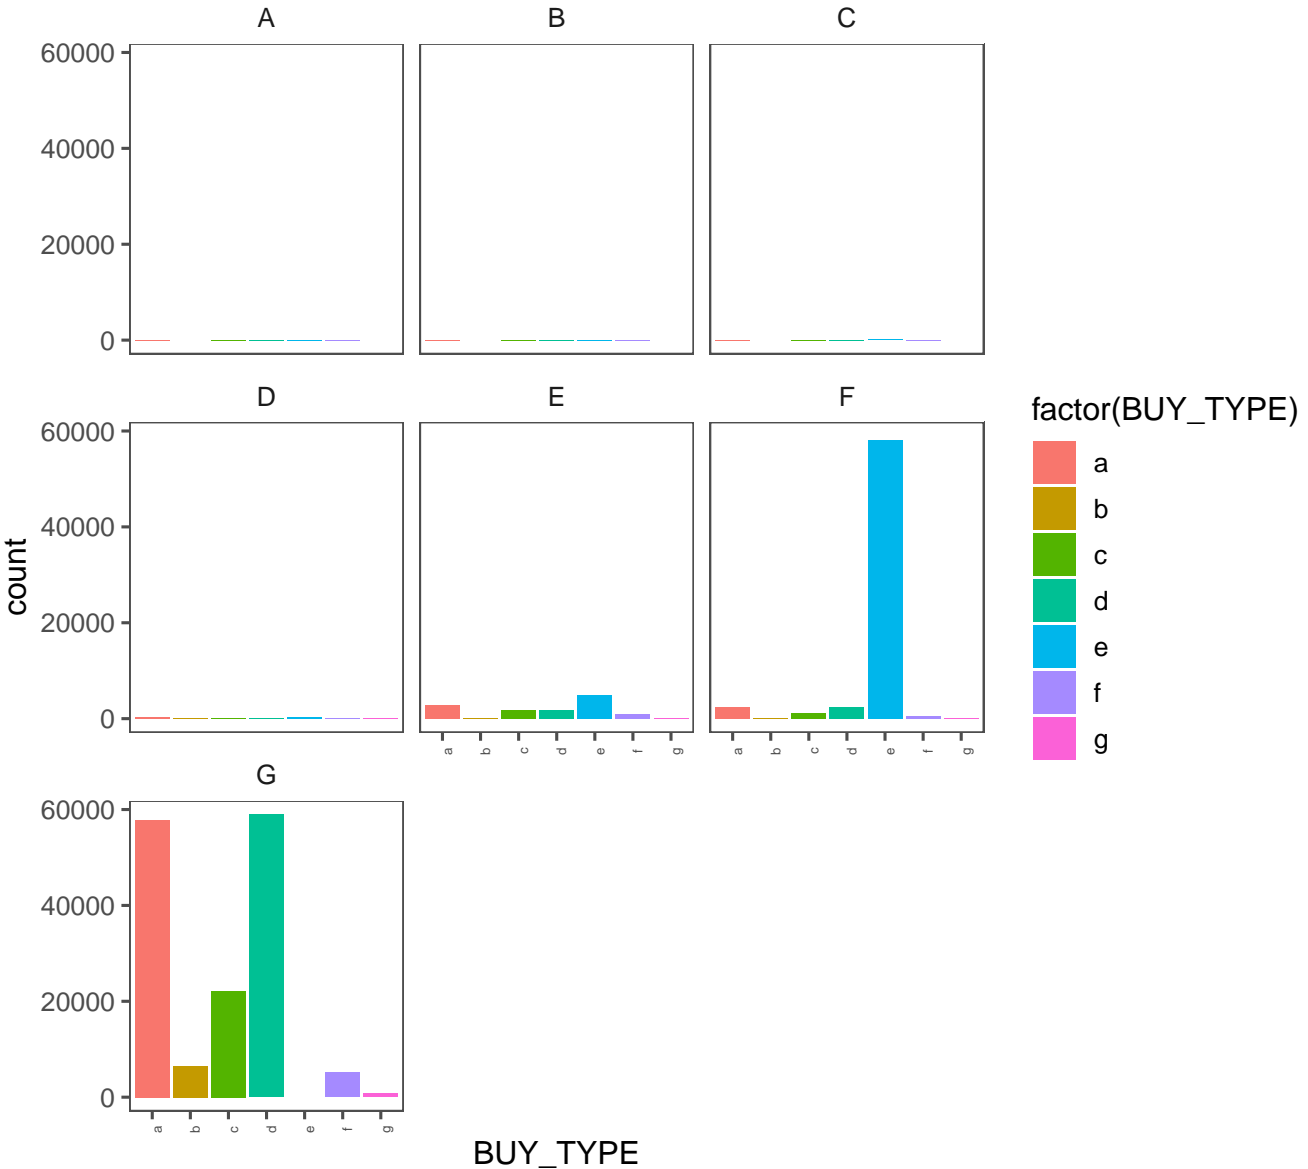 A B C
60000
40000
20000
0
D E F
60000
40000
20000
0
a b c d e f g
a b c d e f g
G
60000
40000
20000
0
a b c d e f g
count
BUY_TYPE
factor(BUY_TYPE)
a
b
c
d
e
f
g